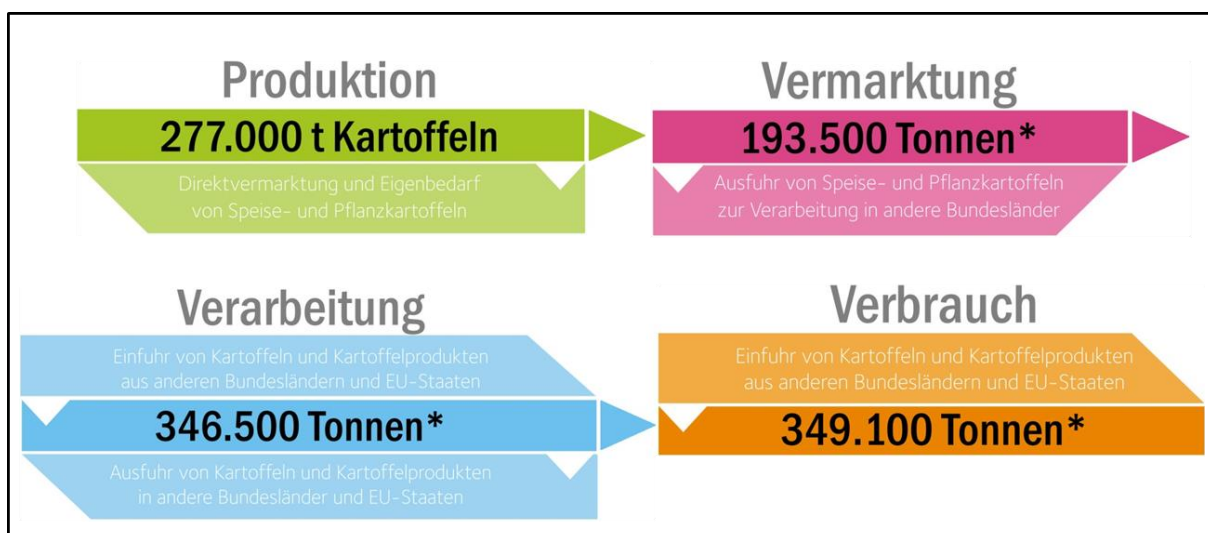 Produktion
277.000 t Kartoffeln
Direktvermarktung und Eigenbedarf
von Speise- und Pflanzkartoffeln
Vermarktung
193.500 Tonnen*
Ausfuhr von Speise- und Pflanzkartoffeln
zur Verarbeitung in andere Bundesländer
Verarbeitung
Einfuhr von Kartoffeln und Kartoffelprodukten
aus anderen Bundesländern und EU-Staaten
346.500 Tonnen*
Ausfuhr von Kartoffeln und Kartoffelprodukten
in andere Bundesländer und EU-Staaten
Verbrauch
Einfuhr von Kartoffeln und Kartoffelprodukten
aus anderen Bundesländern und EU-Staaten
349.100 Tonnen*